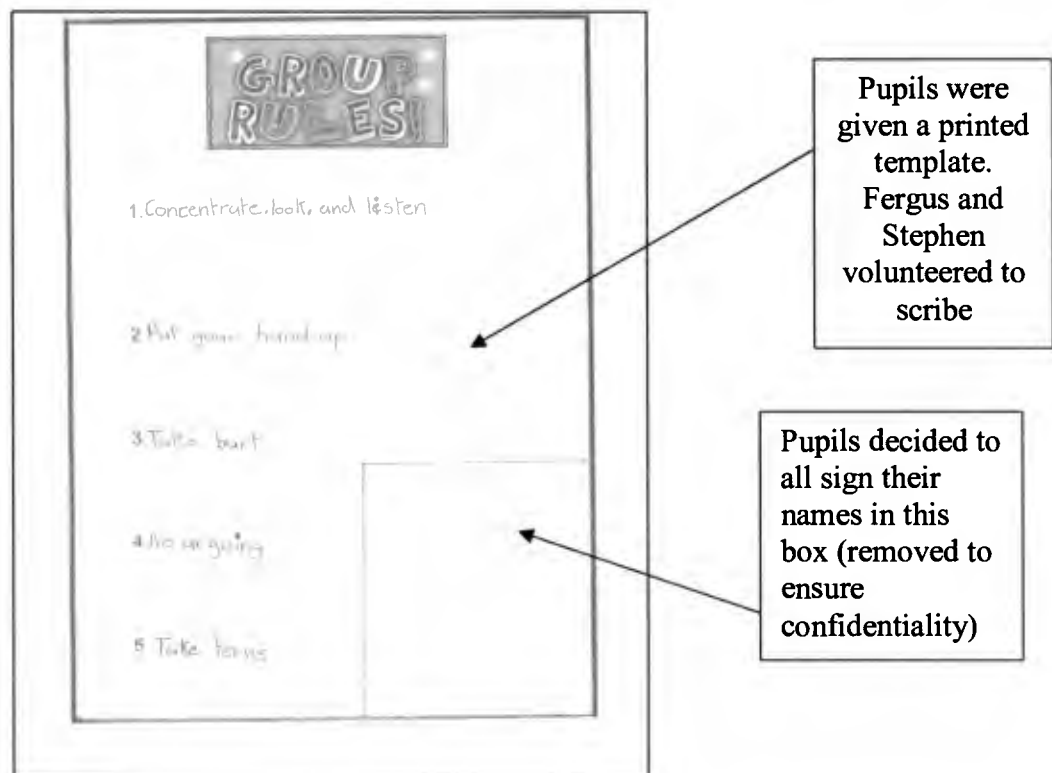 GROUP
RULES!
1. Concentrate, look, and listen
2 Put your hand up
3. Take part
4 No arguing
5 Take terns
Pupils were
given a printed
template.
Fergus and
Stephen
volunteered to
scribe
Pupils decided to
all sign their
names in this
box (removed to
ensure
confidentiality)